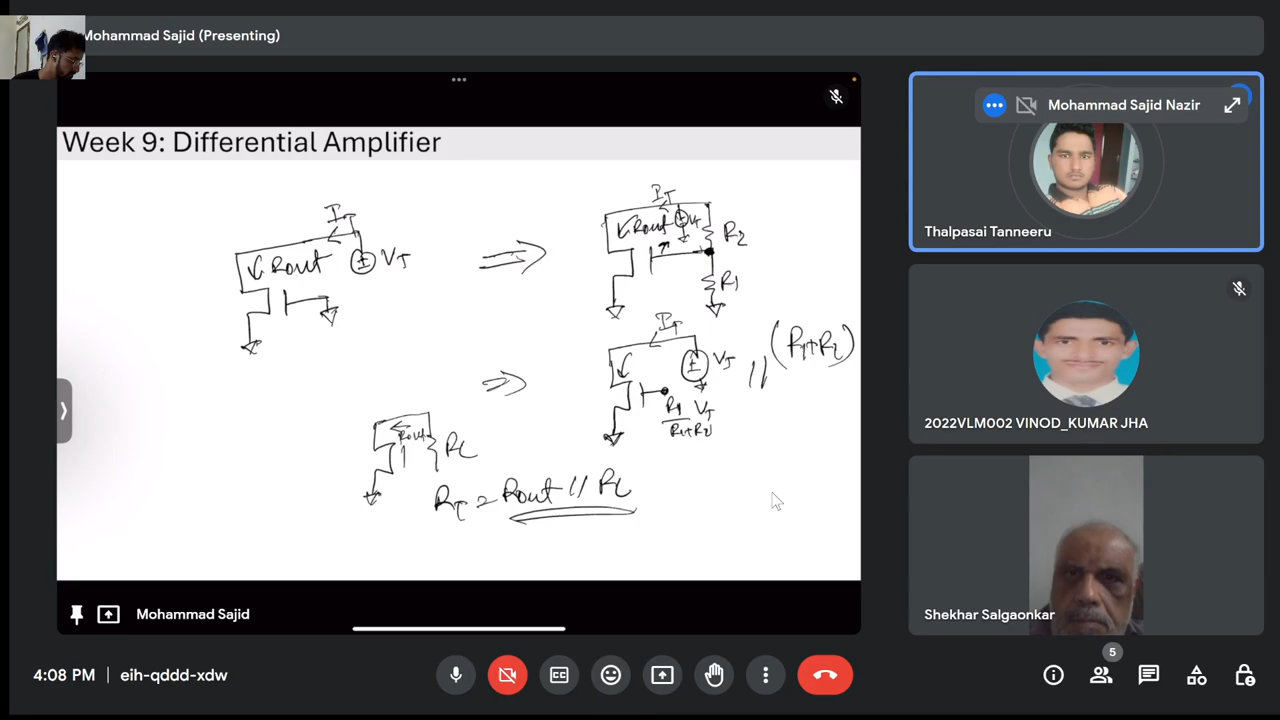 Mohammad Sajid (Presenting)
Week 9: Differential Amplifier
IT
Rout
VT
⇒
IT
Rout
VT
R2
R1
⇒
IT
VT
// (R1+R2)
R1 VT
R1+R2
Rout
RL
Rout // RL
Mohammad Sajid
Mohammad Sajid Nazir
Thalpasai Tanneeru
2022VLM002 VINOD_KUMAR JHA
Shekhar Salgaonkar
4:08 PM
eih-qddd-xdw
5